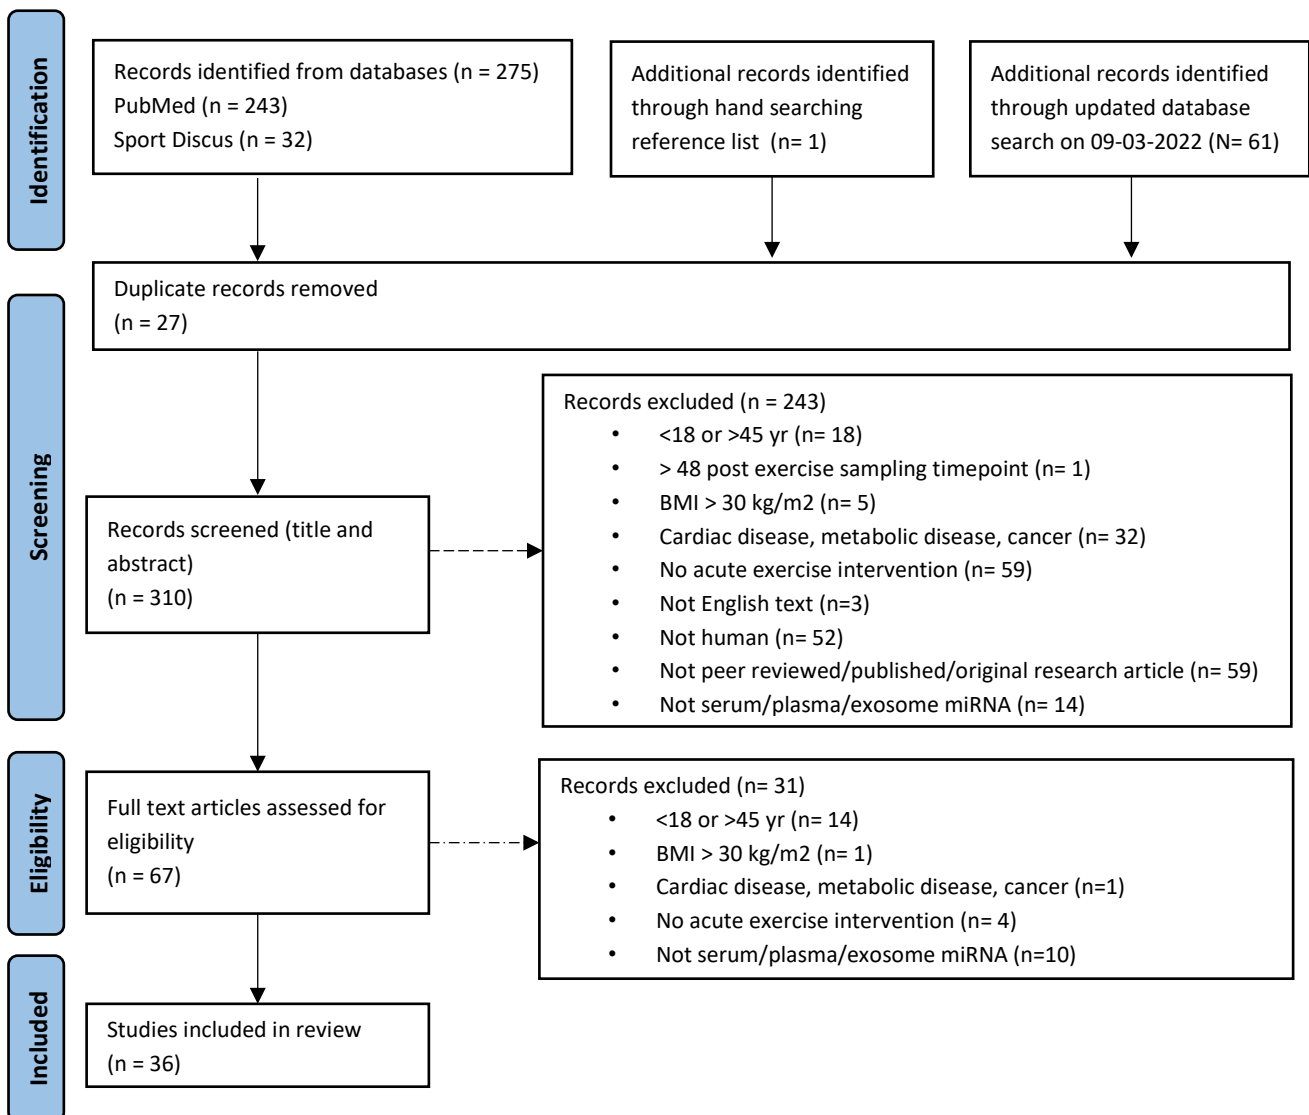 Identification
Records identified from databases (n = 275)
PubMed (n = 243)
Sport Discus (n = 32)
Additional records identified
through hand searching
reference list  (n= 1)
Additional records identified
through updated database
search on 09-03-2022 (N= 61)
Screening
Duplicate records removed
(n = 27)
Records screened (title and
abstract)
(n = 310)
Records excluded (n = 243)
• <18 or >45 yr (n= 18)
• > 48 post exercise sampling timepoint (n= 1)
• BMI > 30 kg/m2 (n= 5)
• Cardiac disease, metabolic disease, cancer (n= 32)
• No acute exercise intervention (n= 59)
• Not English text (n=3)
• Not human (n= 52)
• Not peer reviewed/published/original research article (n= 59)
• Not serum/plasma/exosome miRNA (n= 14)
Eligibility
Full text articles assessed for
eligibility
(n = 67)
Records excluded (n= 31)
• <18 or >45 yr (n= 14)
• BMI > 30 kg/m2 (n= 1)
• Cardiac disease, metabolic disease, cancer (n=1)
• No acute exercise intervention (n= 4)
• Not serum/plasma/exosome miRNA (n=10)
Included
Studies included in review
(n = 36)